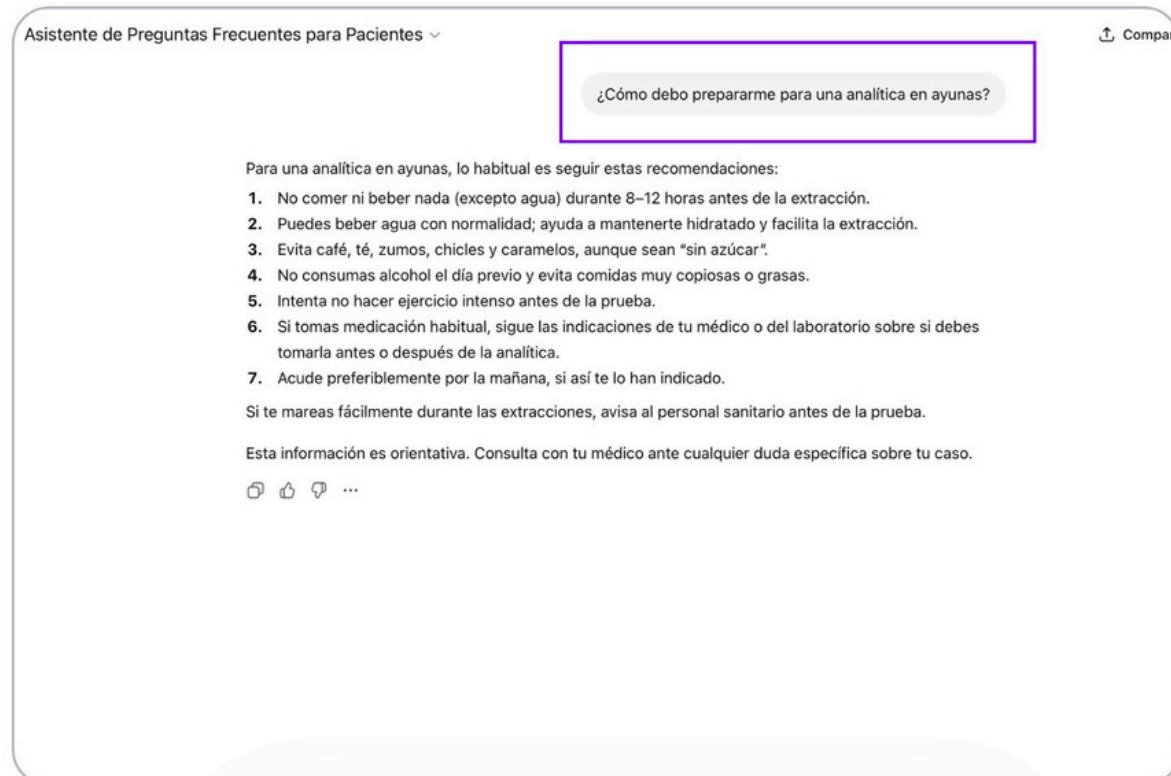 Asistente de Preguntas Frecuentes para Pacientes
¿Cómo debo prepararme para una analítica en ayunas?
Para una analítica en ayunas, lo habitual es seguir estas recomendaciones:
1. No comer ni beber nada (excepto agua) durante 8–12 horas antes de la extracción.
2. Puedes beber agua con normalidad; ayuda a mantenerte hidratado y facilita la extracción.
3. Evita café, té, zumos, chicles y caramelos, aunque sean “sin azúcar”.
4. No consumas alcohol el día previo y evita comidas muy copiosas o grasas.
5. Intenta no hacer ejercicio intenso antes de la prueba.
6. Si tomas medicación habitual, sigue las indicaciones de tu médico o del laboratorio sobre si debes
tomarla antes o después de la analítica.
7. Acude preferiblemente por la mañana, si así te lo han indicado.
Si te mareas fácilmente durante las extracciones, avisa al personal sanitario antes de la prueba.
Esta información es orientativa. Consulta con tu médico ante cualquier duda específica sobre tu caso.